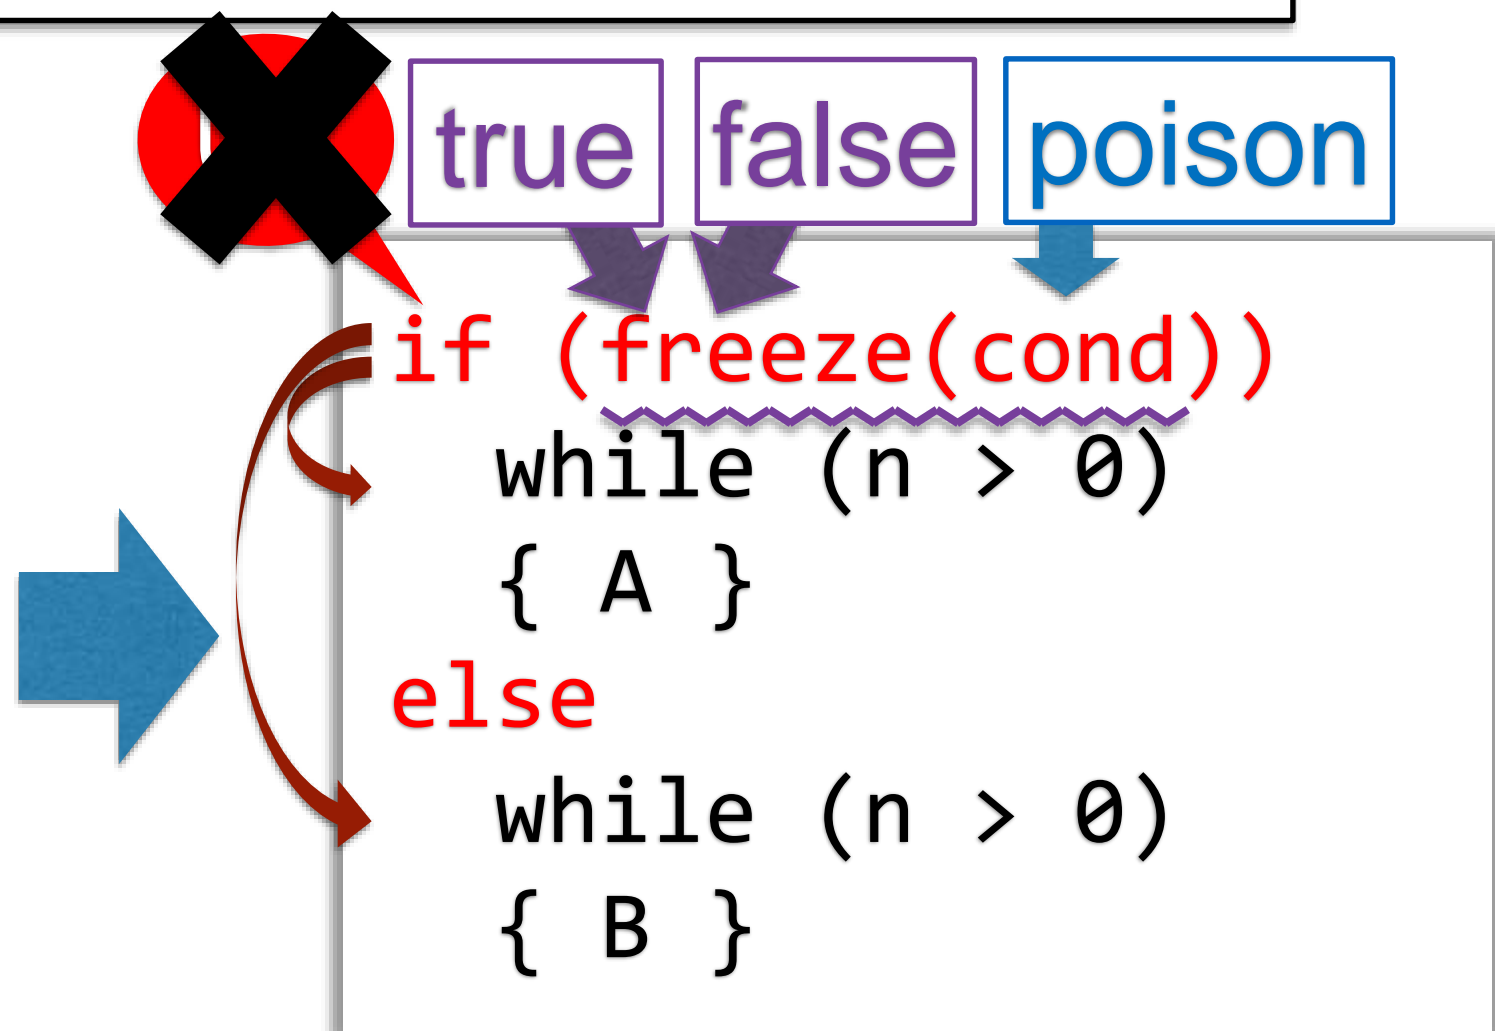 true false poison
if (freeze(cond))
while (n > 0)
{ A }
else
while (n > 0)
{ B }